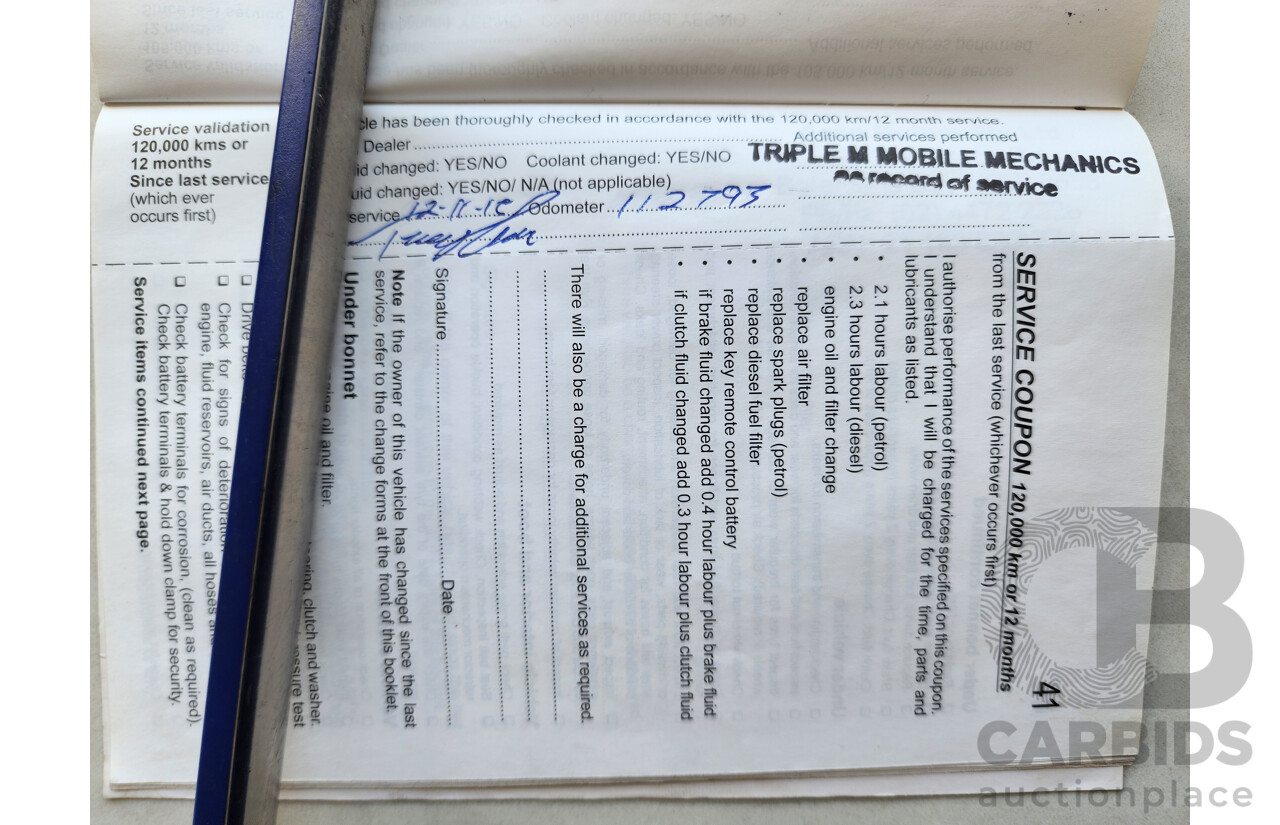 Service validation
120,000 kms or
12 months
Since last service
(which ever
occurs first)
cle has been thoroughly checked in accordance with the 120,000 km/12 month service.
Dealer
Additional services performed
id changed: YES/NO Coolant changed: YES/NO
TRIPLE M MOBILE MECHANICS
uid changed: YES/NO/ N/A (not applicable)
as record of service
service Odometer 112793
SERVICE COUPON 120,000 km or 12 months
41
from the last service (whichever occurs first)
I authorise performance of the services specified on this coupon.
I understand that I will be charged for the time, parts and
lubricants as listed.
• 2.1 hours labour (petrol)
• 2.3 hours labour (diesel)
• engine oil and filter change
• replace air filter
• replace spark plugs (petrol)
• replace diesel fuel filter
• replace key remote control battery
• if brake fluid changed add 0.4 hour labour plus brake fluid
• if clutch fluid changed add 0.3 hour labour plus clutch fluid
There will also be a charge for additional services as required.
Signature Date
Note If the owner of this vehicle has changed since the last
service, refer to the change forms at the front of this booklet.
Under bonnet
oil and filter.
clutch and washer.
test
Drive
Check for signs of deterioration
engine, fluid reservoirs, air ducts, all hoses
Check battery terminals for corrosion, (clean as required).
Check battery terminals & hold down clamp for security.
Service items continued next page.
CARBIDS
auctionplace